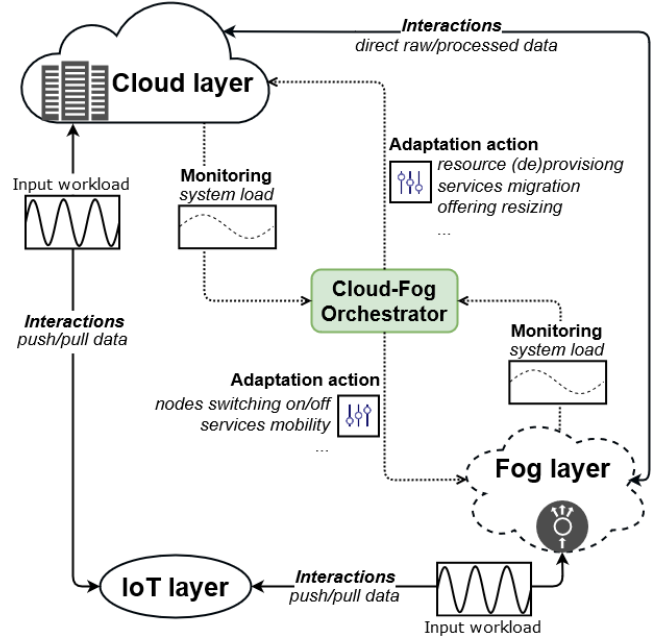 Interactions
direct raw/processed data
Cloud layer
Adaptation action
resource (de)provisiong
services migration
offering resizing
...
Monitoring
system load
Input workload
Cloud-Fog
Orchestrator
Interactions
push/pull data
Monitoring
system load
Adaptation action
nodes switching on/off
services mobility
...
Fog layer
IoT layer
Interactions
push/pull data
Input workload